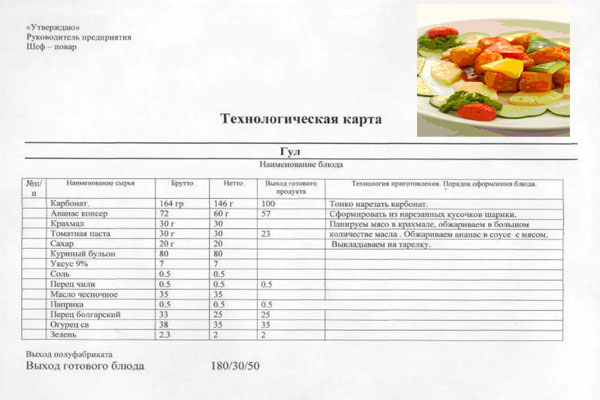 «Утверждаю»
Руководитель предприятия
Шеф – повар
Технологическая карта
Гул
Наименование блюда
№п/п Наименование сырья Брутто Нетто Выход готового продукта Технология приготовления. Порядок оформления блюда.
Карбонат. 164 гр 146 г 100 Тонко нарезать карбонат.
Ананас консер 72 60 г 57 Сформировать из нарезанных кусочков шарики.
Крахмал 30 г 30 Панируем мясо в крахмале, обжариваем в большом
Томатная паста 30 г 30 23 количестве масла . Обжариваем ананас в соусе с мясом.
Сахар 20 г 20 Выкладываем на тарелку.
Куриный бульон 80 80
Уксус 9% 7 7
Соль 0.5 0.5
Перец чили 0.5 0.5 0.5
Масло чесночное 35 35
Паприка 0.5 0.5 0.5
Перец болгарский 33 25 25
Огурец св 38 35 35
Зелень 2.3 2 2
Выход полуфабриката
Выход готового блюда 180/30/50